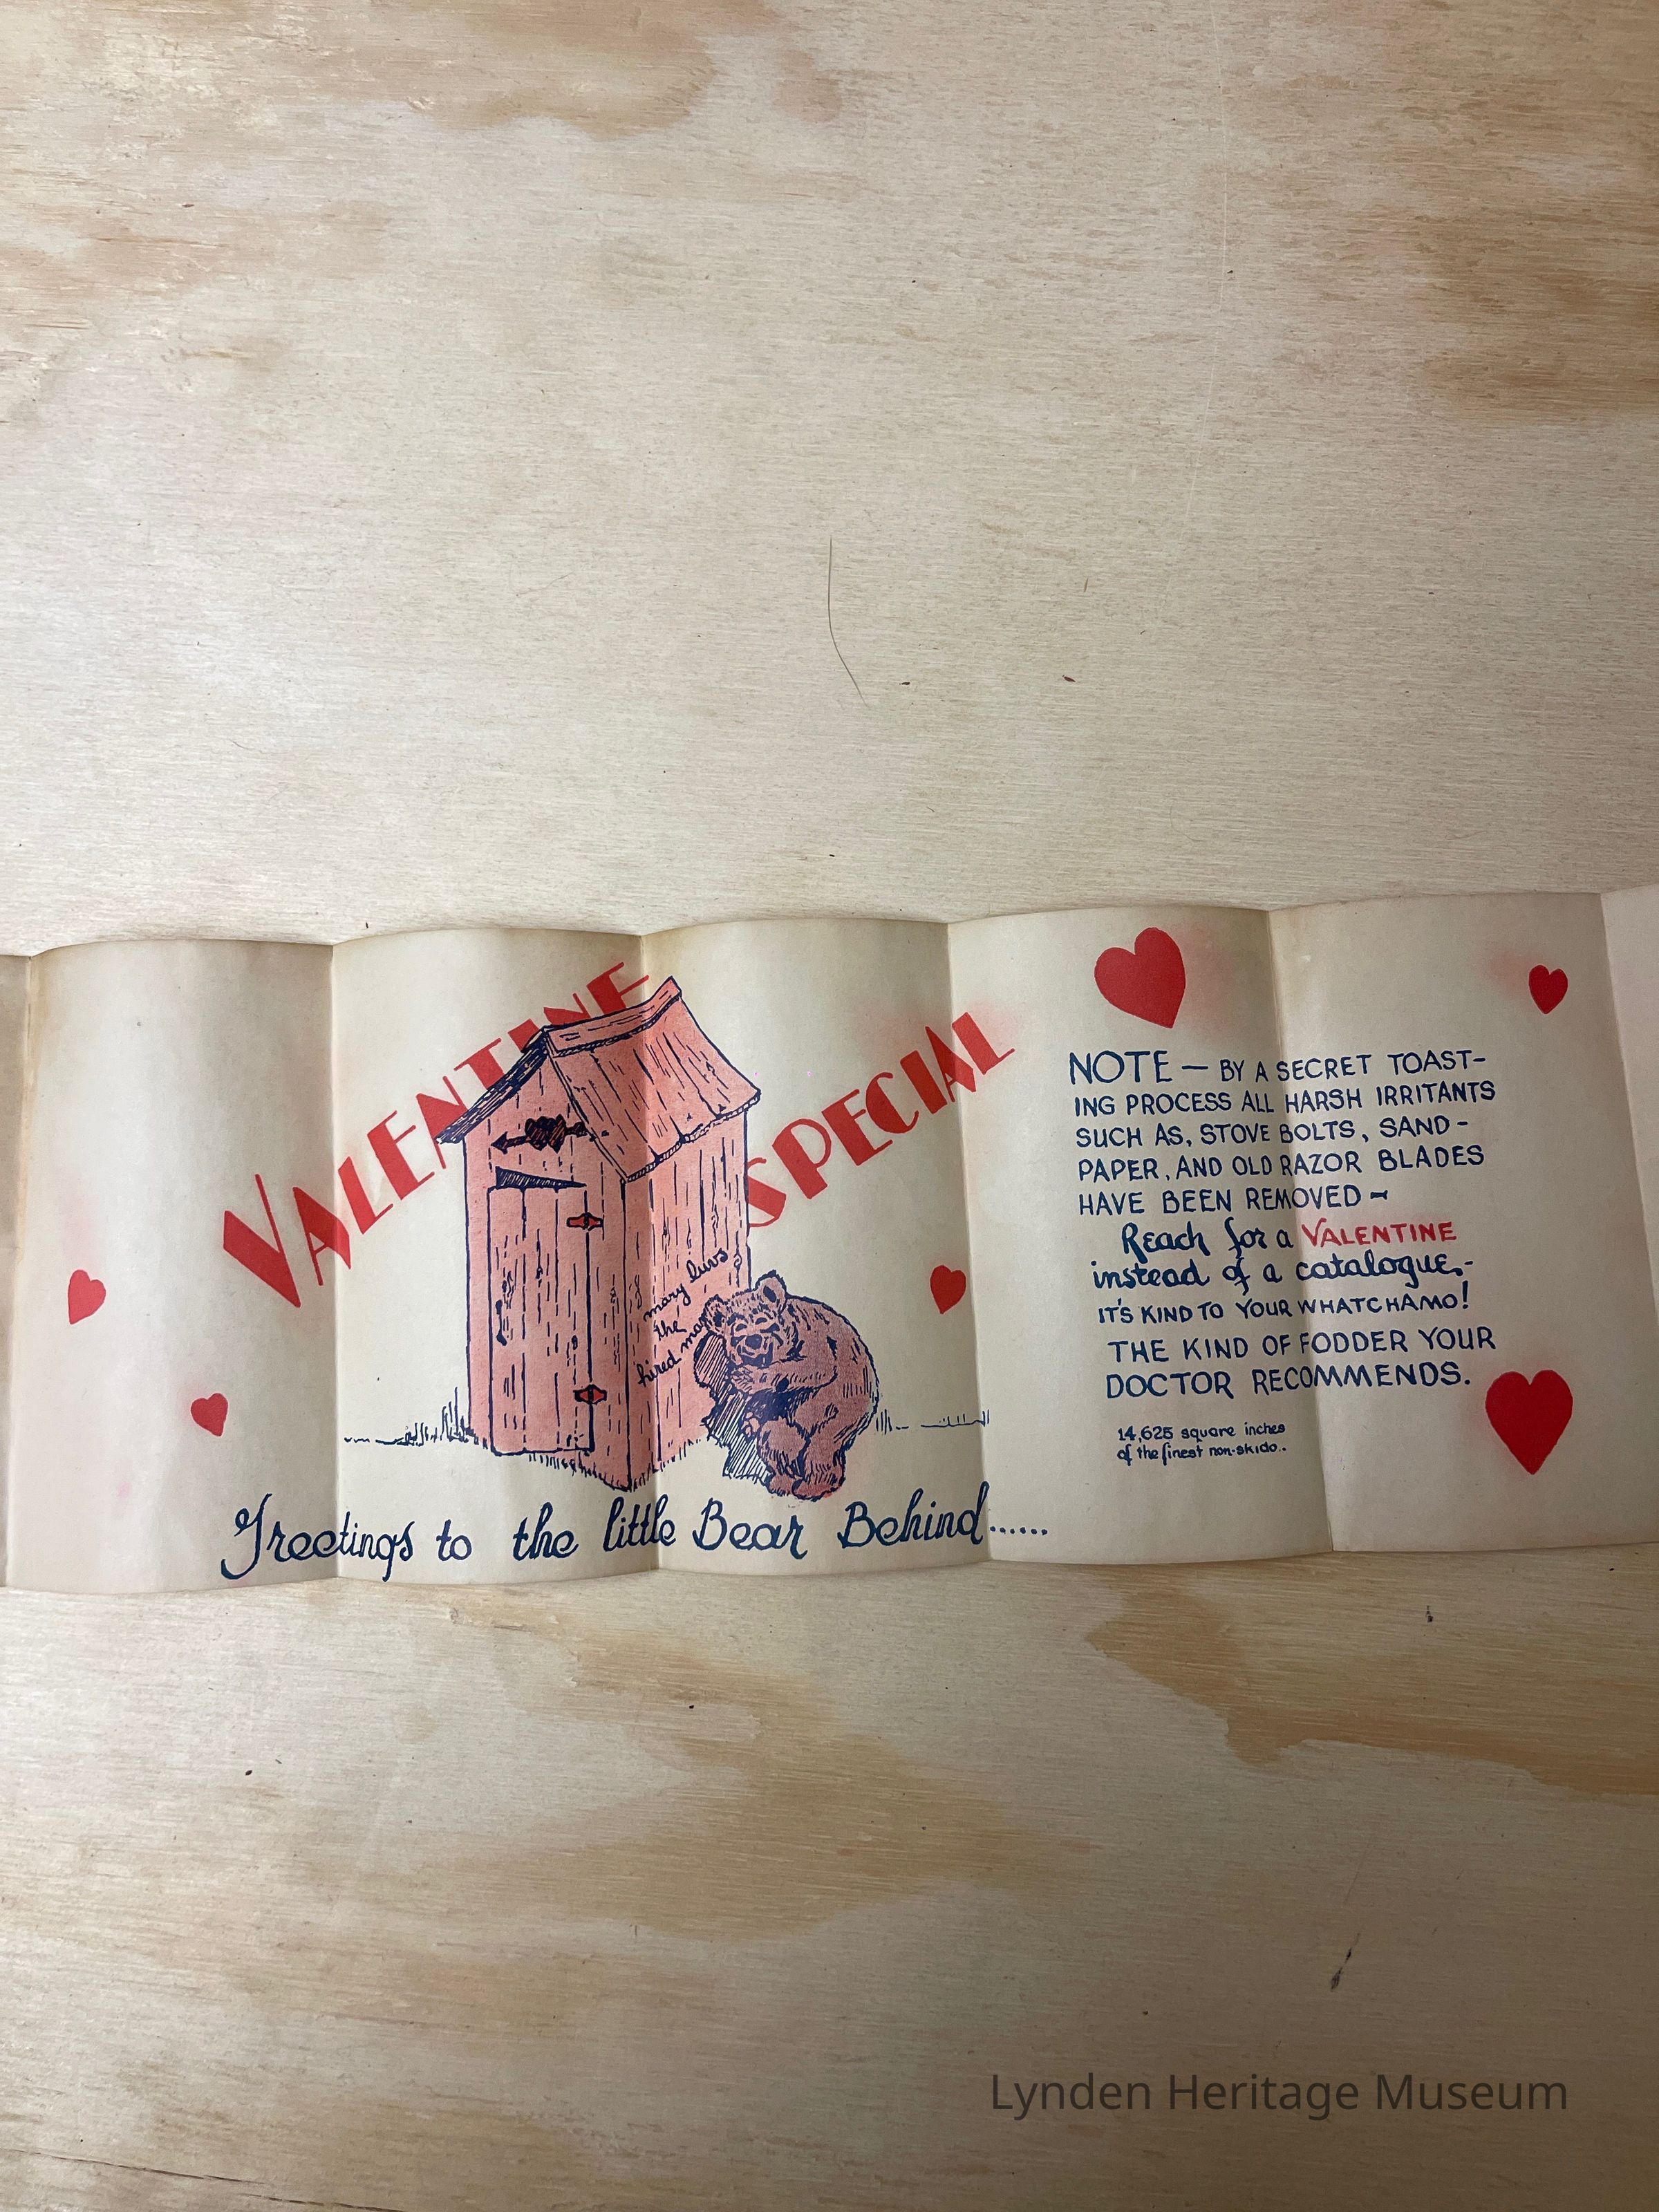 VALENTINE
SPECIAL
mary luvs
the
hired man
Greetings to the little Bear Behind......
NOTE — BY A SECRET TOAST-
ING PROCESS ALL HARSH IRRITANTS
SUCH AS, STOVE BOLTS, SAND-
PAPER, AND OLD RAZOR BLADES
HAVE BEEN REMOVED ~
Reach for a VALENTINE
instead of a catalogue,-
IT'S KIND TO YOUR WHATCHAMO!
THE KIND OF FODDER YOUR
DOCTOR RECOMMENDS.
14,625 square inches
of the finest non-skido..
Lynden Heritage Museum